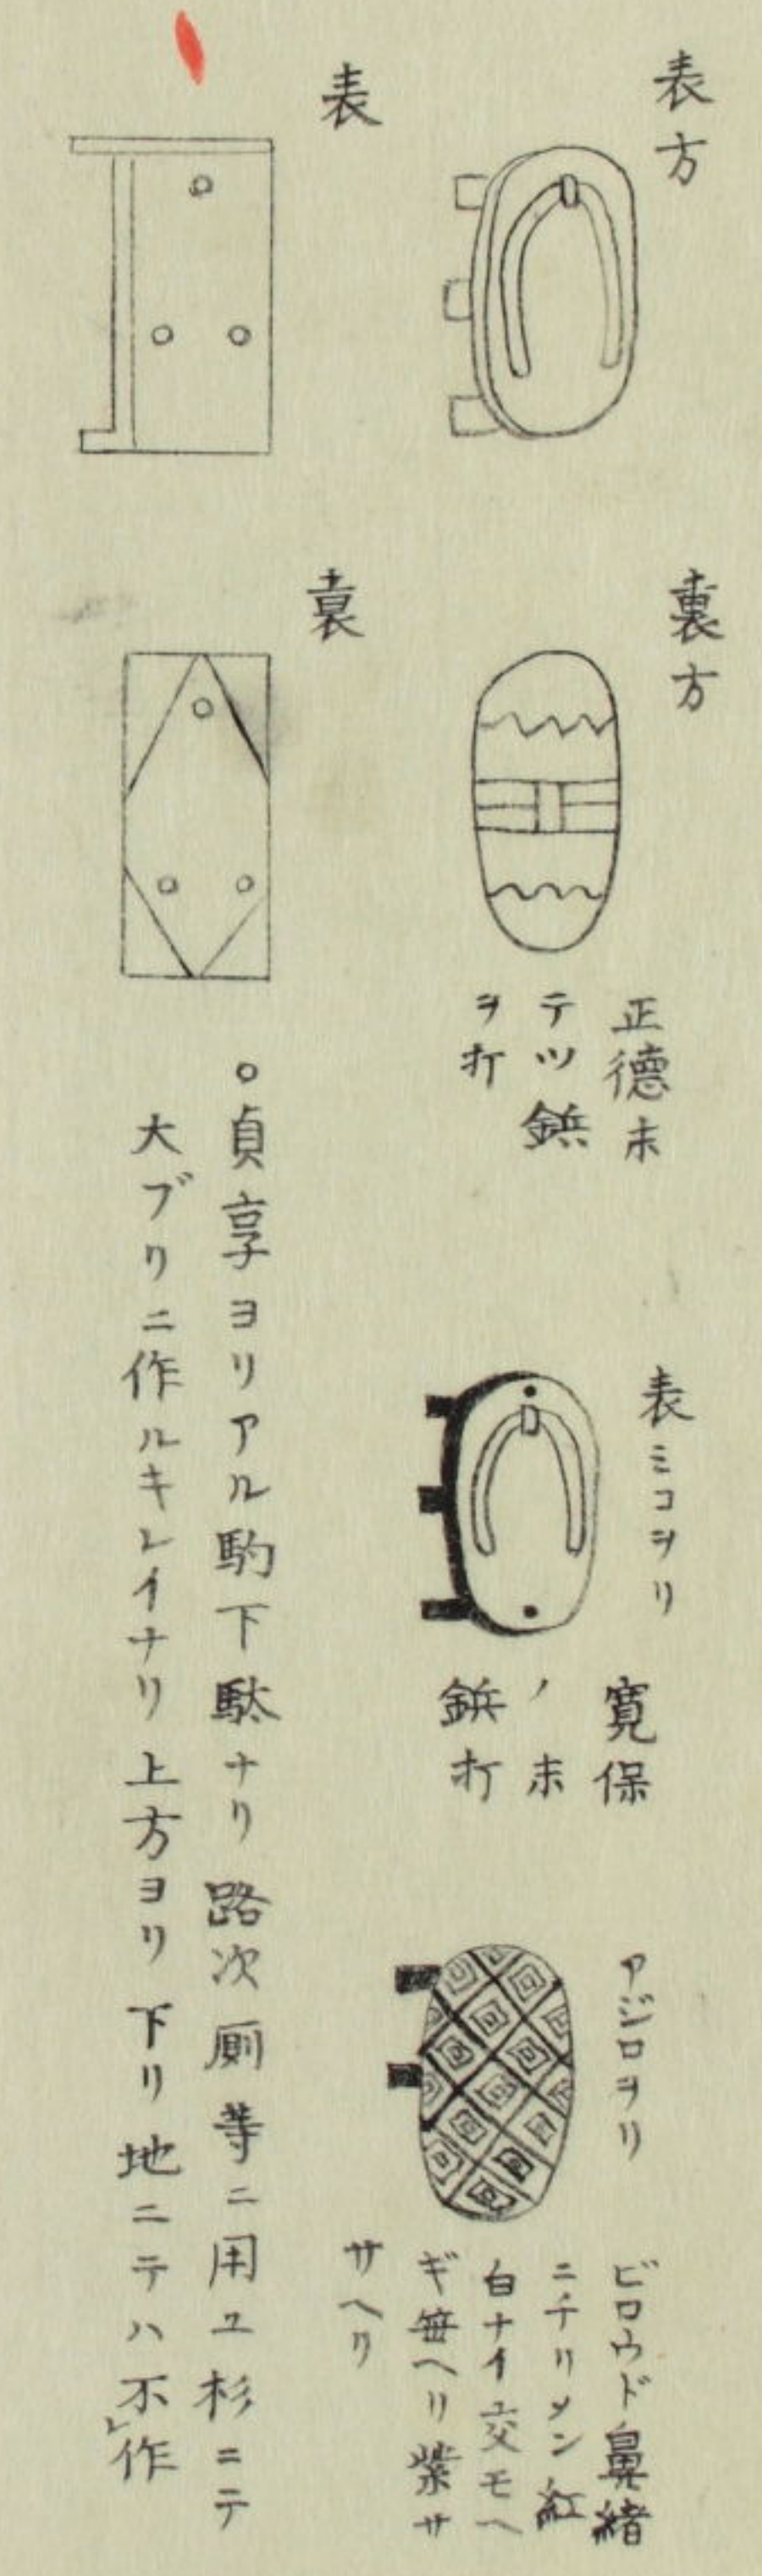 表方
裏方
正德末
テツ鋲
ヲ打
表ミコヲリ
寛保
ノ末
鋲打
アジロヲリ
ビロウド鼻緒
ニチリメン紅
白ナイ交モヘ
ギ笹ヘリ紫サ
サヘリ
表
裏
○貞享ヨリアル駒下駄ナリ路次厠等ニ用ユ杉ニテ
大ブリニ作ルキレイナリ上方ヨリ下リ地ニテハ不レ作